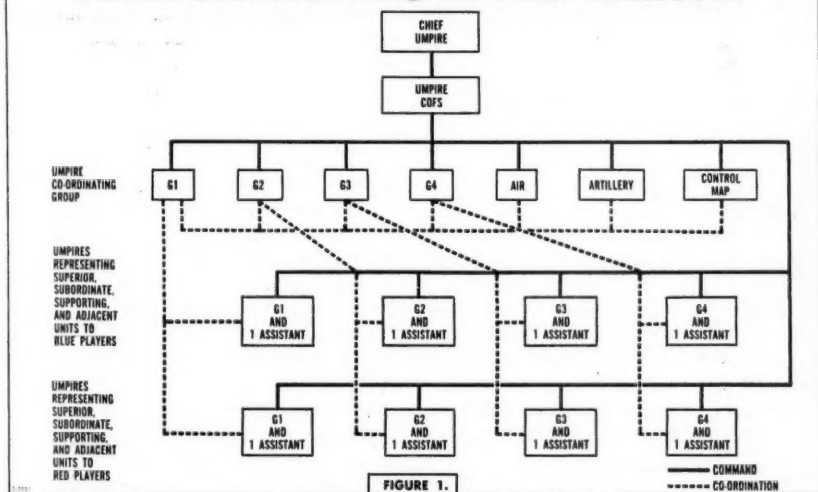 CHIEF
UMPIRE
UMPIRE
COFS
UMPIRE
CO-ORDINATING
GROUP
G1
G2
G3
G4
AIR
ARTILLERY
CONTROL
MAP
UMPIRES
REPRESENTING
SUPERIOR,
SUBORDINATE,
SUPPORTING,
AND ADJACENT
UNITS TO
BLUE PLAYERS
G1
AND
1 ASSISTANT
G2
AND
1 ASSISTANT
G3
AND
1 ASSISTANT
G4
AND
1 ASSISTANT
UMPIRES
REPRESENTING
SUPERIOR,
SUBORDINATE,
SUPPORTING,
AND ADJACENT
UNITS TO
RED PLAYERS
G1
AND
1 ASSISTANT
G2
AND
1 ASSISTANT
G3
AND
1 ASSISTANT
G4
AND
1 ASSISTANT
FIGURE 1.
COMMAND
CO-ORDINATION